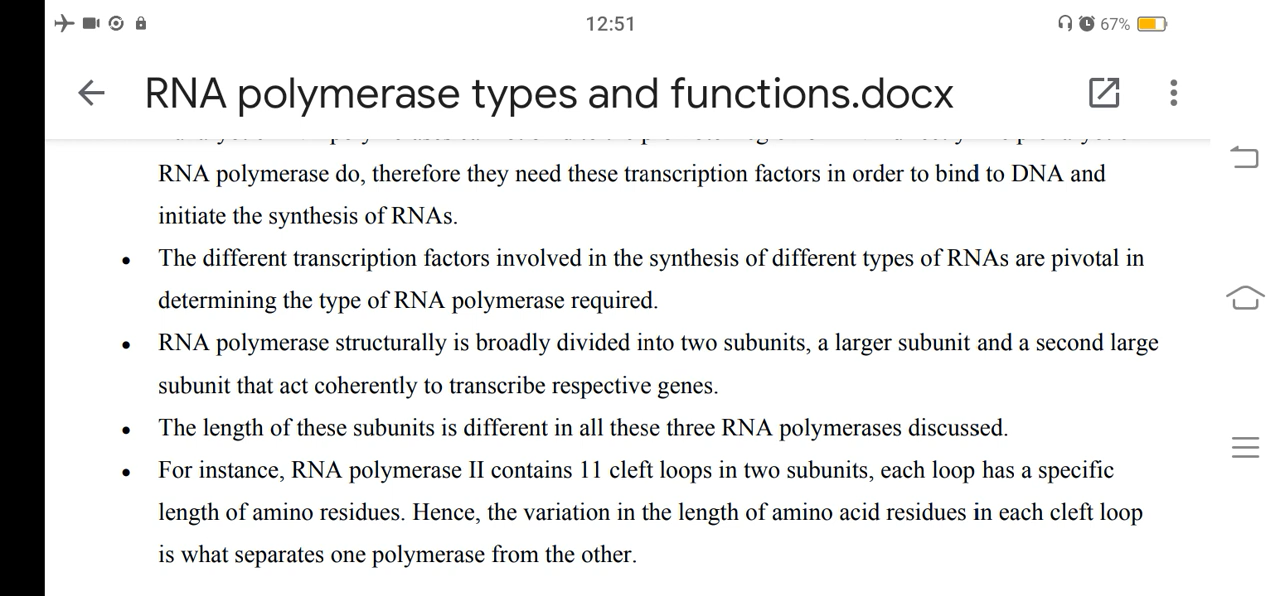 12:51
67%
RNA polymerase types and functions.docx
RNA polymerase do, therefore they need these transcription factors in order to bind to DNA and
initiate the synthesis of RNAs.
• The different transcription factors involved in the synthesis of different types of RNAs are pivotal in
determining the type of RNA polymerase required.
• RNA polymerase structurally is broadly divided into two subunits, a larger subunit and a second large
subunit that act coherently to transcribe respective genes.
• The length of these subunits is different in all these three RNA polymerases discussed.
• For instance, RNA polymerase II contains 11 cleft loops in two subunits, each loop has a specific
length of amino residues. Hence, the variation in the length of amino acid residues in each cleft loop
is what separates one polymerase from the other.